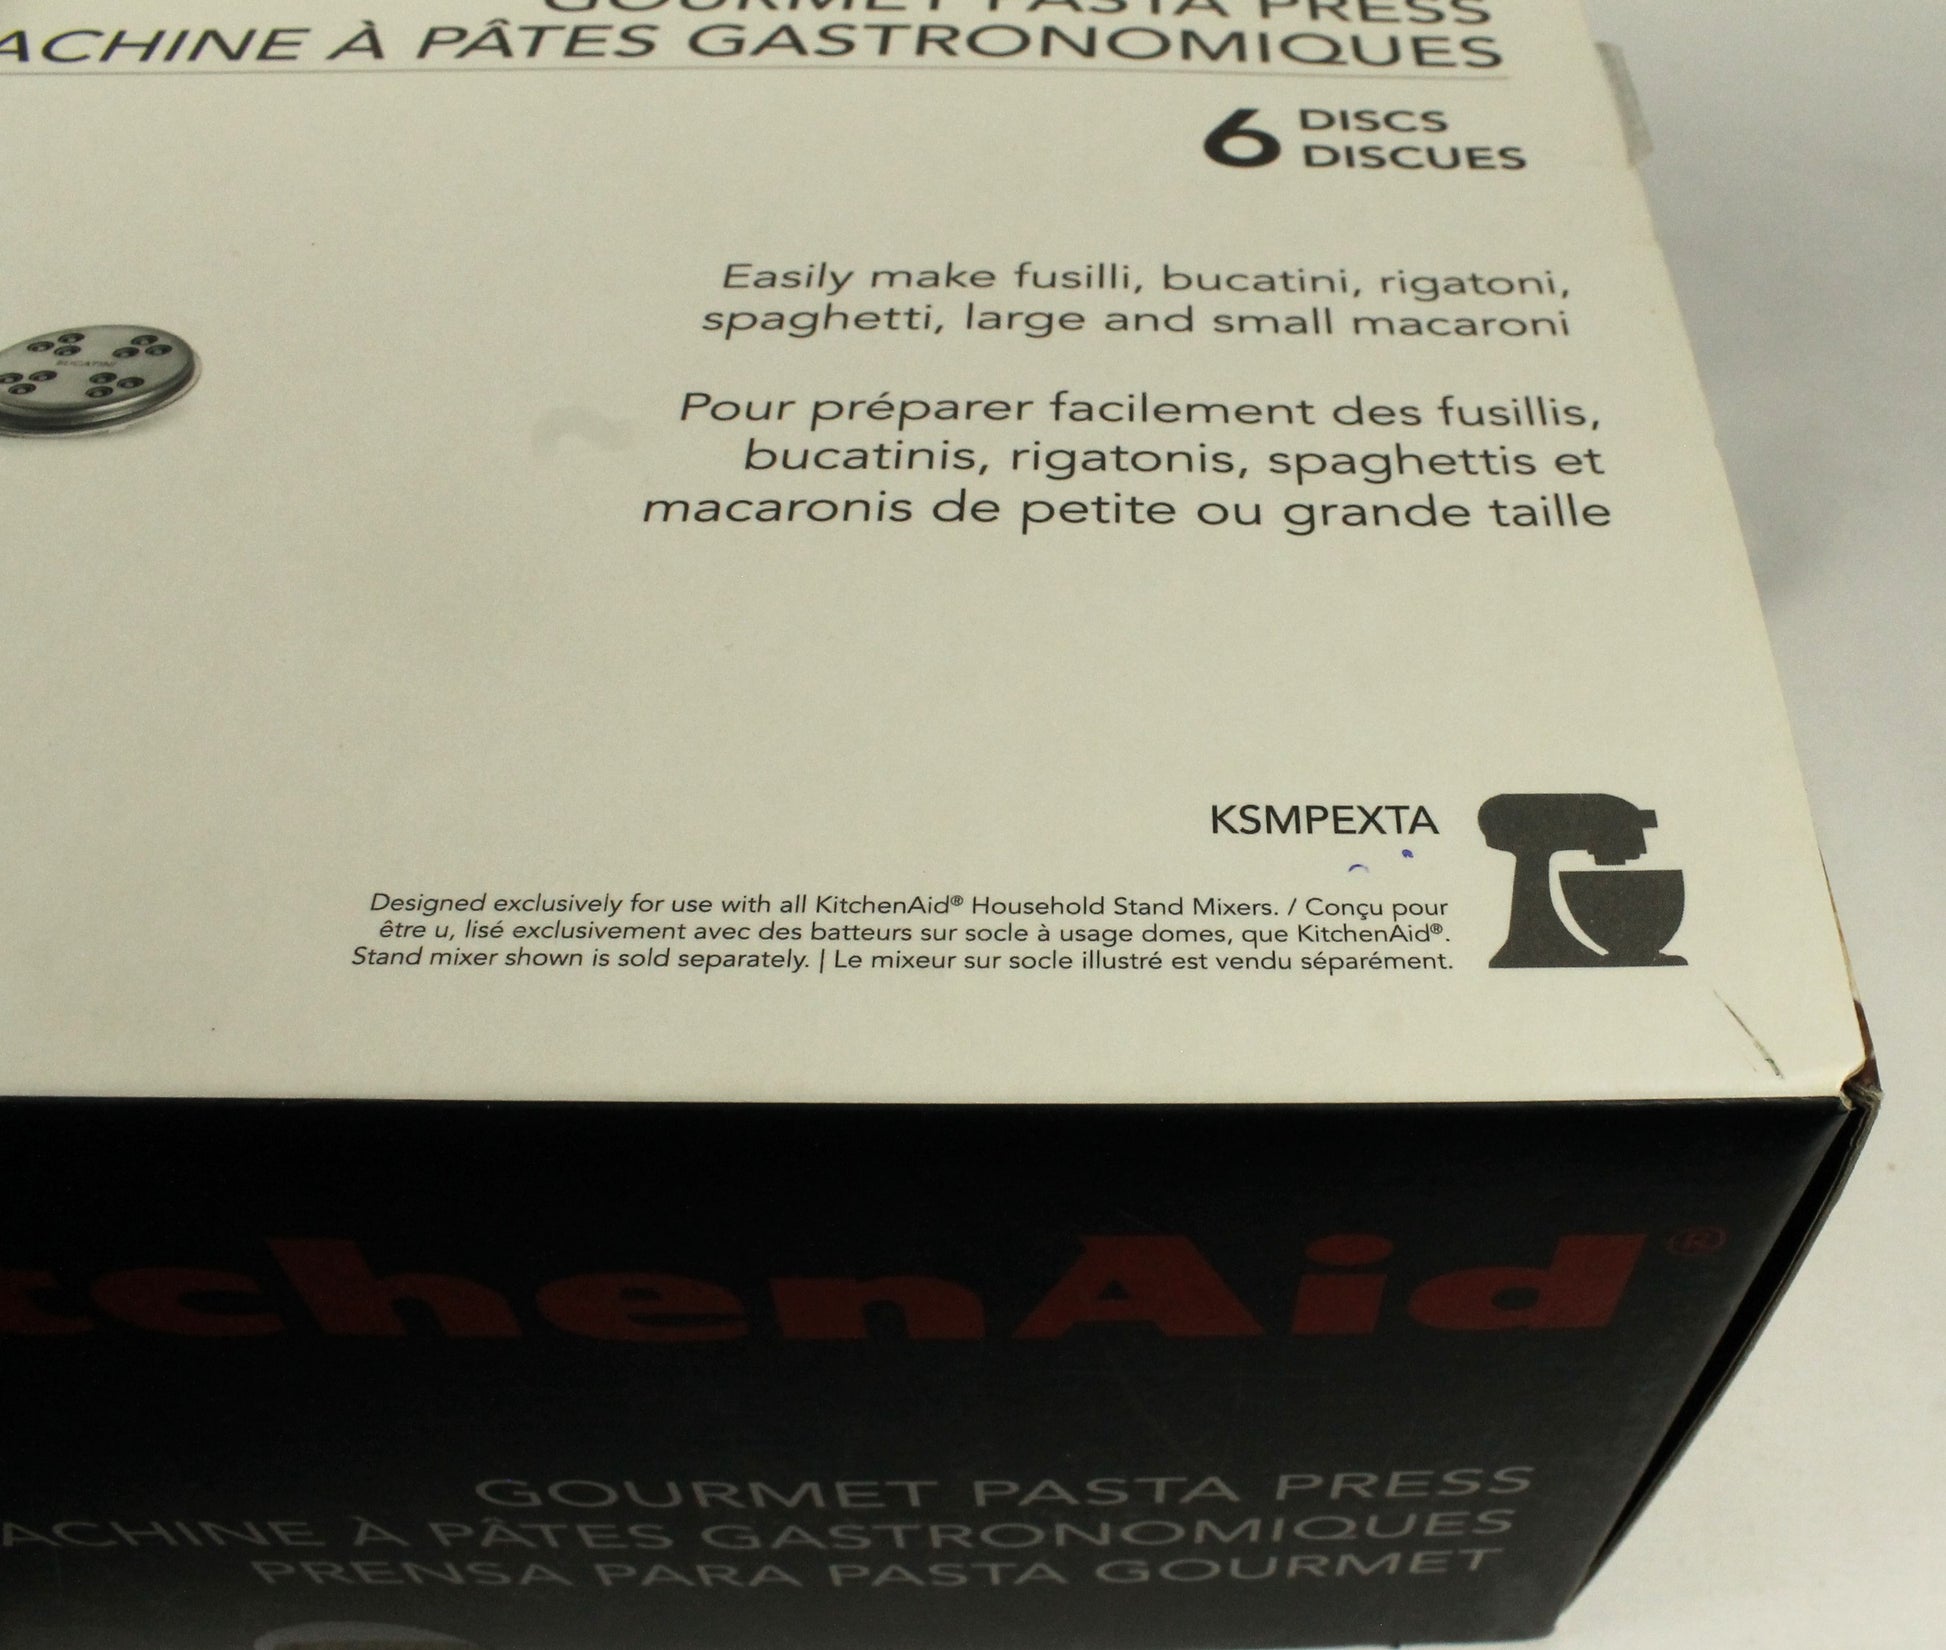 GOURMET PASTA PRESS
ACHINE À PÂTES GASTRONOMIQUES
6 DISCS
DISCUES
Easily make fusilli, bucatini, rigatoni,
spaghetti, large and small macaroni
Pour préparer facilement des fusillis,
bucatinis, rigatonis, spaghettis et
macaronis de petite ou grande taille
BUCATINI
KSMPEXTA
Designed exclusively for use with all KitchenAid® Household Stand Mixers. / Conçu pour
être u, lisé exclusivement avec des batteurs sur socle à usage domes, que KitchenAid®.
Stand mixer shown is sold separately. | Le mixeur sur socle illustré est vendu séparément.
tchenAid®
GOURMET PASTA PRESS
ACHINE À PÂTES GASTRONOMIQUES
PRENSA PARA PASTA GOURMET